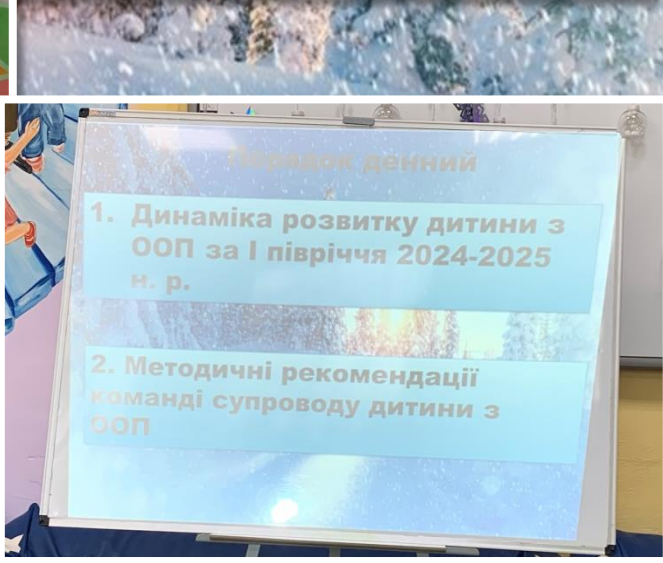 Порядок денний
1. Динаміка розвитку дитини з
ООП за І півріччя 2024-2025
н. р.
2. Методичні рекомендації
команді супроводу дитини з
ООП